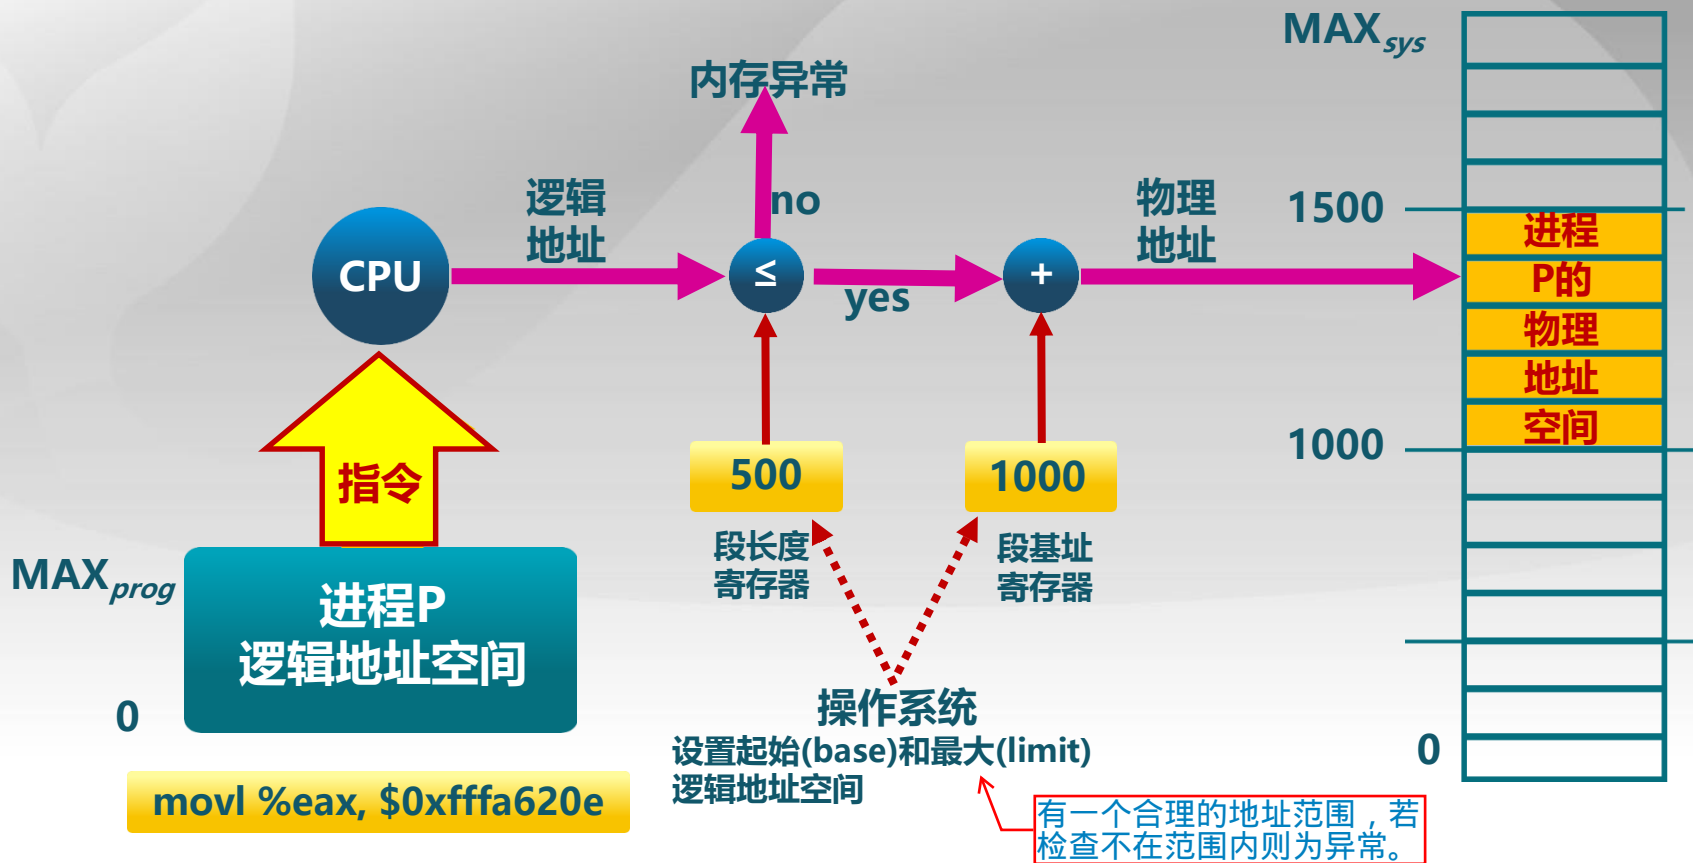 MAXsys
内存异常
逻辑
地址
no
物理
地址
1500
进程
P的
物理
地址
空间
CPU
≤
+
yes
1000
500
1000
指令
段长度
寄存器
段基址
寄存器
MAXprog
进程P
逻辑地址空间
0
操作系统
设置起始(base)和最大(limit)
逻辑地址空间
0
movl %eax, $0xfffa620e
有一个合理的地址范围，若
检查不在范围内则为异常。